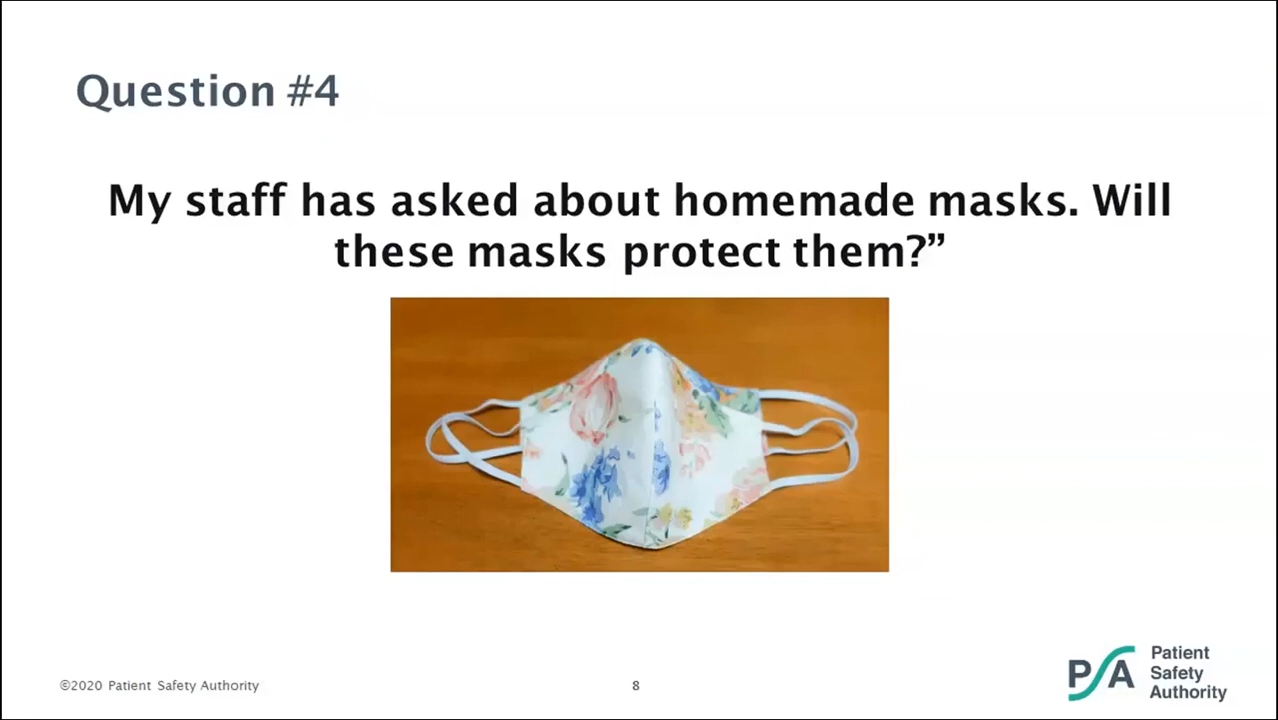 Question #4
My staff has asked about homemade masks. Will
these masks protect them?”
©2020 Patient Safety Authority
8
PSA
Patient
Safety
Authority